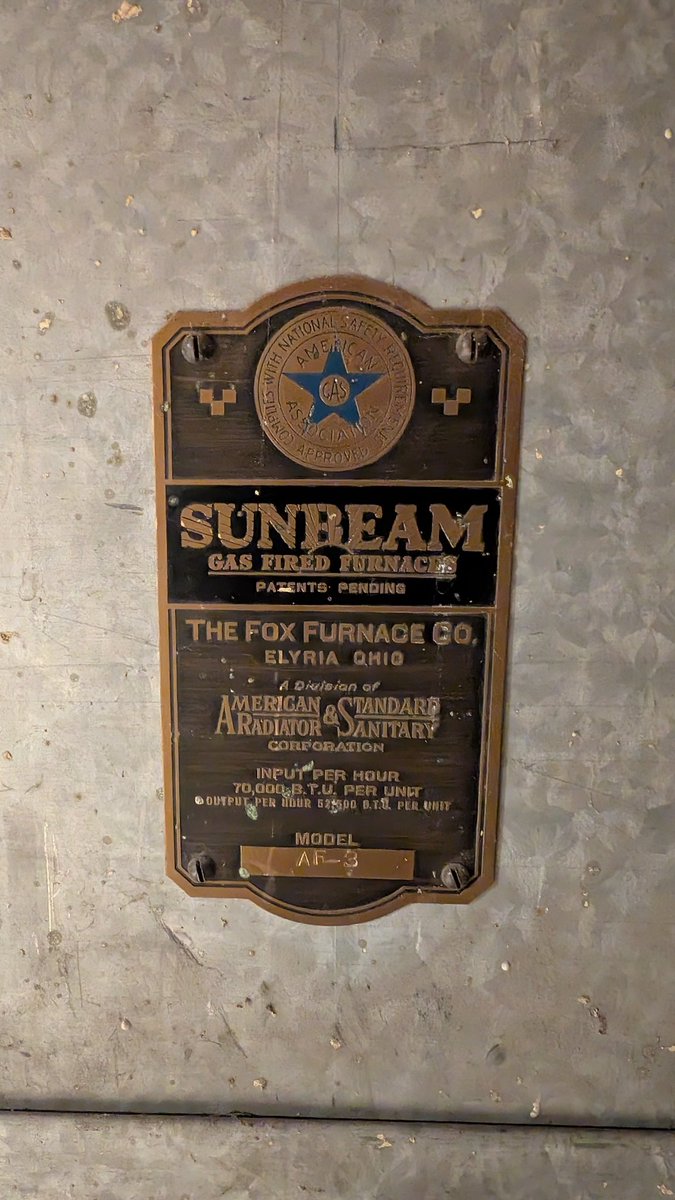 COMPLIES WITH NATIONAL SAFETY REQUIREMENTS
APPROVED
AMERICAN
GAS
ASSOCIATION
SUNBEAM
GAS FIRED FURNACES
PATENTS PENDING
THE FOX FURNACE CO.
ELYRIA OHIO
A Division of
AMERICAN & STANDARD
RADIATOR SANITARY
CORPORATION
INPUT PER HOUR
70,000 B.T.U. PER UNIT
OUTPUT PER HOUR 52,500 B.T.U. PER UNIT
MODEL
AF-3